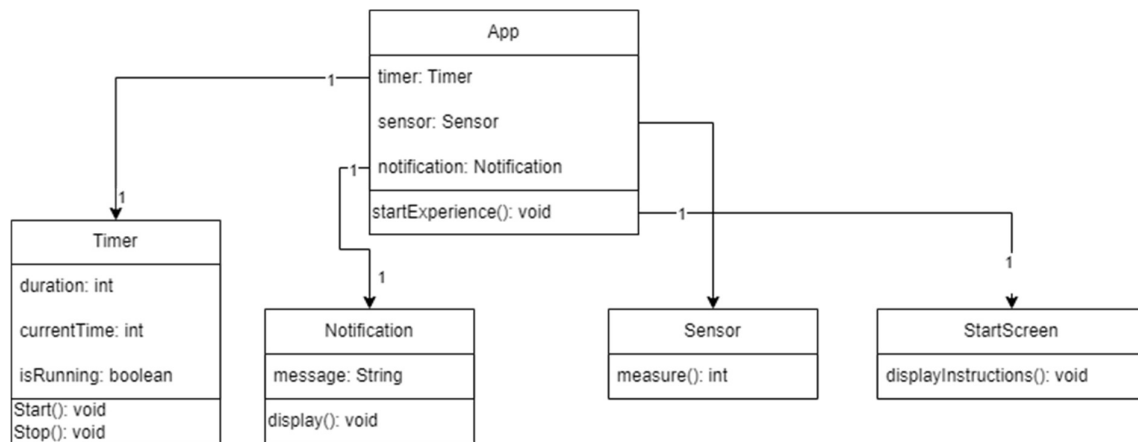 App
timer: Timer
sensor: Sensor
notification: Notification
startExperience(): void
1
1
1
1
1
1
Timer
duration: int
currentTime: int
isRunning: boolean
Start(): void
Stop(): void
Notification
message: String
display(): void
Sensor
measure(): int
StartScreen
displayInstructions(): void